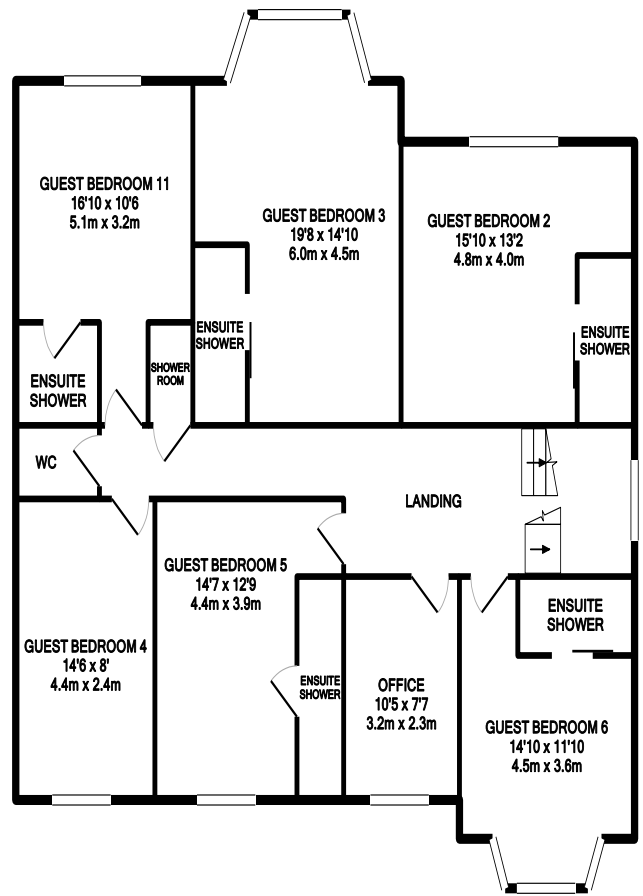 GUEST BEDROOM 11
16'10 x 10'6
5.1m x 3.2m
GUEST BEDROOM 3
19'8 x 14'10
6.0m x 4.5m
GUEST BEDROOM 2
15'10 x 13'2
4.8m x 4.0m
ENSUITE
SHOWER
ENSUITE
SHOWER
SHOWER
ROOM
ENSUITE
SHOWER
WC
LANDING
GUEST BEDROOM 5
14'7 x 12'9
4.4m x 3.9m
ENSUITE
SHOWER
GUEST BEDROOM 4
14'6 x 8'
4.4m x 2.4m
ENSUITE
SHOWER
OFFICE
10'5 x 7'7
3.2m x 2.3m
GUEST BEDROOM 6
14'10 x 11'10
4.5m x 3.6m